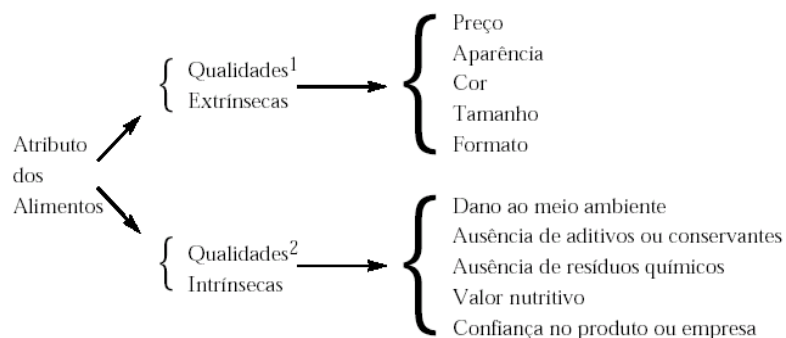 Atributo
dos
Alimentos
Qualidades¹
Extrínsecas
Preço
Aparência
Cor
Tamanho
Formato
Qualidades²
Intrínsecas
Dano ao meio ambiente
Ausência de aditivos ou conservantes
Ausência de resíduos químicos
Valor nutritivo
Confiança no produto ou empresa